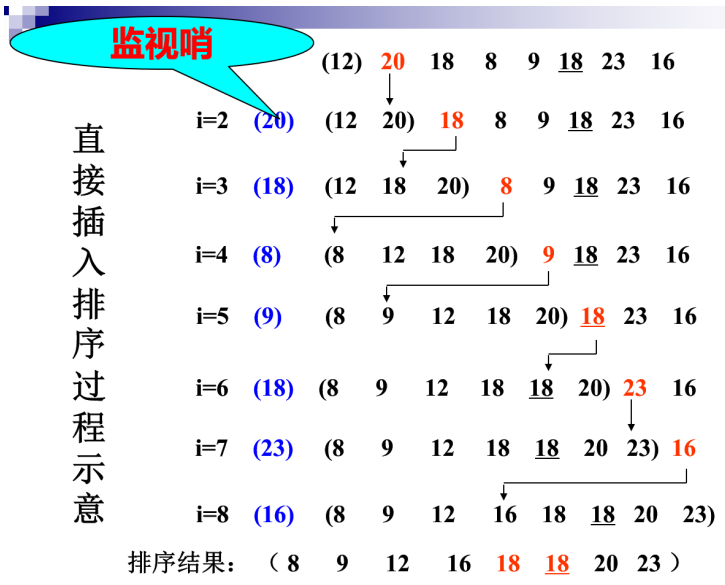 监视哨
(12) 20 18 8 9 18 23 16
直接插入排序过程示意
i=2 (20) (12 20) 18 8 9 18 23 16
i=3 (18) (12 18 20) 8 9 18 23 16
i=4 (8) (8 12 18 20) 9 18 23 16
i=5 (9) (8 9 12 18 20) 18 23 16
i=6 (18) (8 9 12 18 18 20) 23 16
i=7 (23) (8 9 12 18 18 20 23) 16
i=8 (16) (8 9 12 16 18 18 20 23)
排序结果：（8 9 12 16 18 18 20 23）